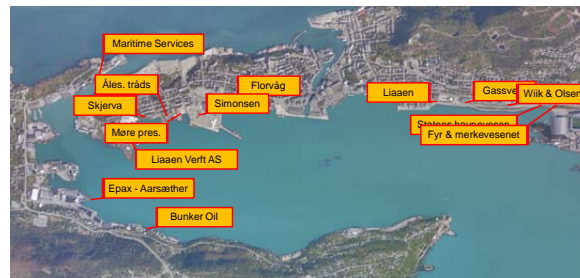 Maritime Services
Åles. tråds
Florvåg
Liaaen
Gassve
Wiik & Olsen
Skjerva
Simonsen
Møre pres.
Statens havnevesen
Fyr & merkevesenet
Liaaen Verft AS
Epax - Aarsæther
Bunker Oil